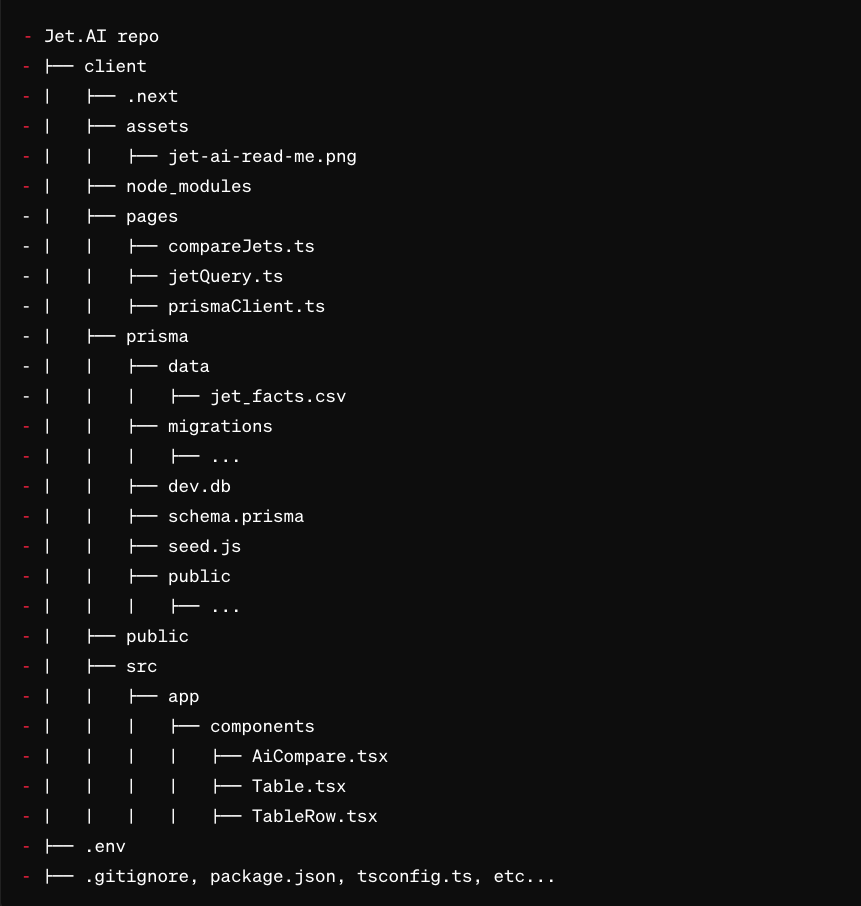 - Jet.AI repo
- ├── client
- |   ├── .next
- |   ├── assets
- |   |   ├── jet-ai-read-me.png
- |   ├── node_modules
- |   ├── pages
- |   |   ├── compareJets.ts
- |   |   ├── jetQuery.ts
- |   |   ├── prismaClient.ts
- |   ├── prisma
- |   |   ├── data
- |   |   |   ├── jet_facts.csv
- |   |   ├── migrations
- |   |   |   ├── ...
- |   |   ├── dev.db
- |   |   ├── schema.prisma
- |   |   ├── seed.js
- |   |   ├── public
- |   |   |   ├── ...
- |   ├── public
- |   ├── src
- |   |   ├── app
- |   |   |   ├── components
- |   |   |   |   ├── AiCompare.tsx
- |   |   |   |   ├── Table.tsx
- |   |   |   |   ├── TableRow.tsx
- ├── .env
- ├── .gitignore, package.json, tsconfig.ts, etc...